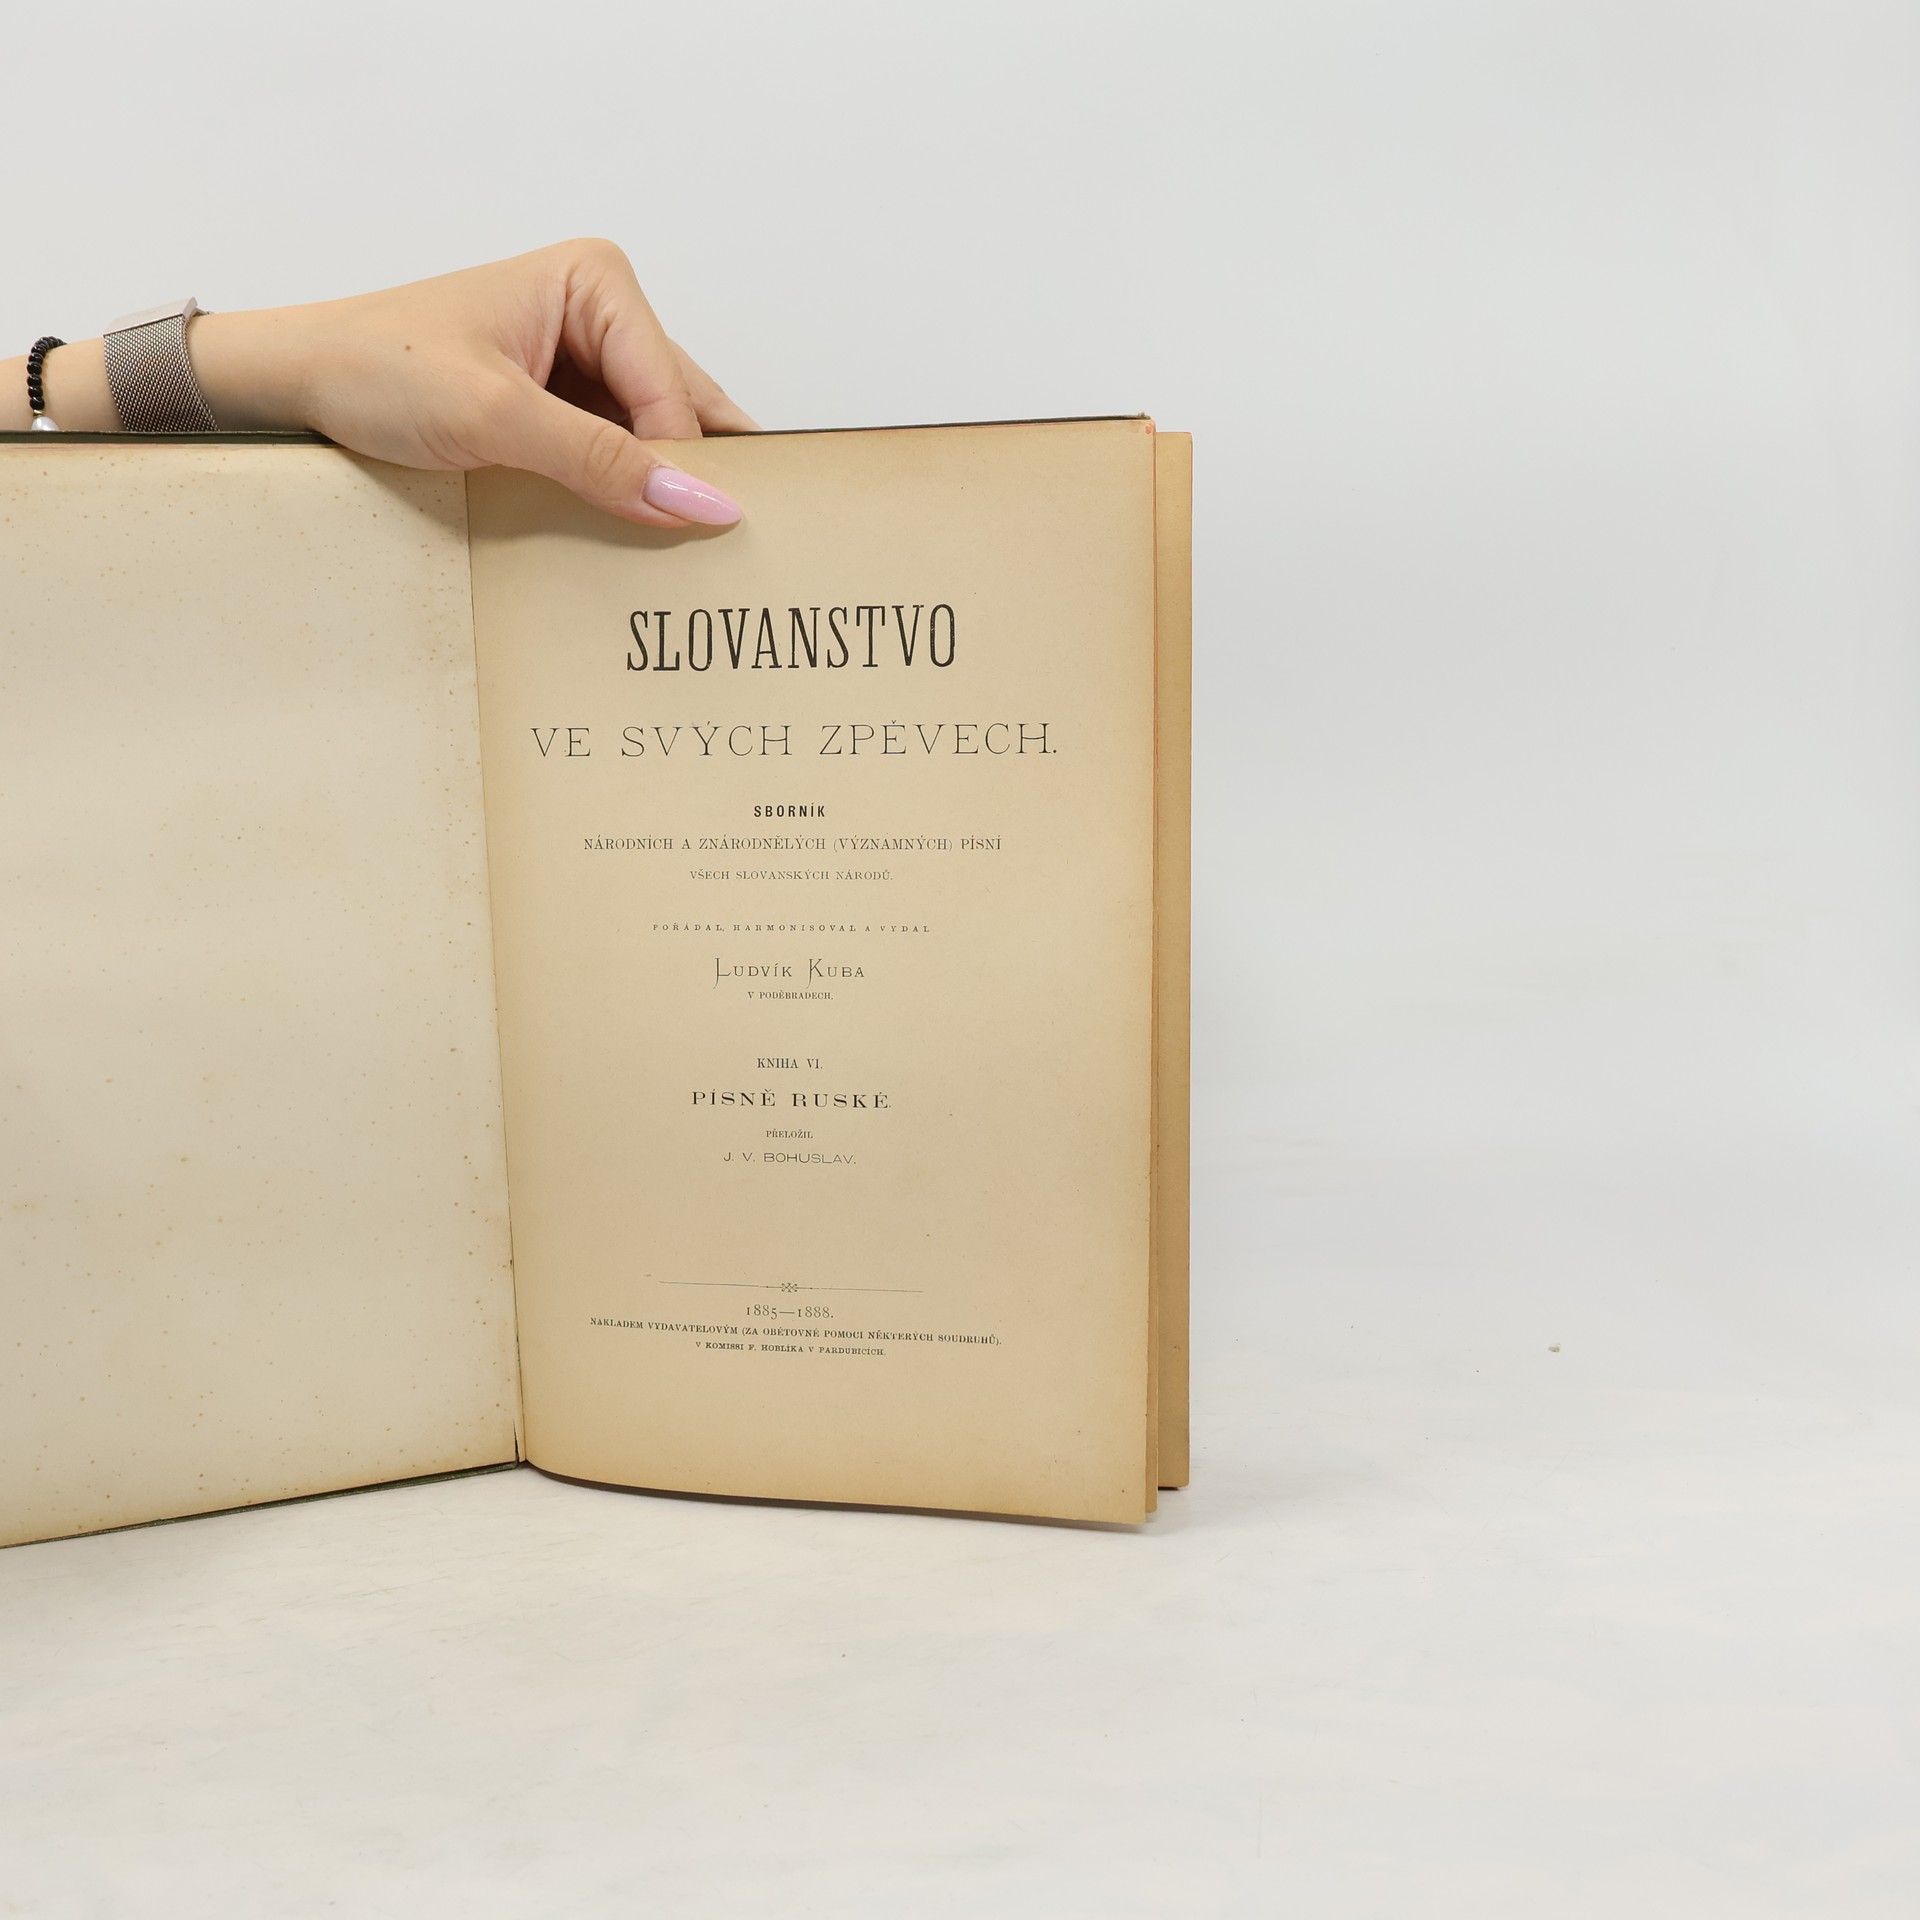 SLOVANSTVO
VE SVÝCH ZPĚVECH.
SBORNÍK
NÁRODNÍCH A ZNÁRODNĚLÝCH (VÝZNAMNÝCH) PÍSNÍ
VŠECH SLOVANSKÝCH NÁRODŮ.
POŘÁDAL, HARMONISOVAL A VYDAL
LUDVÍK KUBA
V PODĚBRADECH.
KNIHA VI.
PÍSNĚ RUSKÉ.
PŘELOŽIL
J. V. BOHUSLAV.
1885—1888.
NÁKLADEM VYDAVATELOVÝM (ZA OBĚTOVNÉ POMOCI NĚKTERÝCH SOUDRUHŮ).
V KOMISSI F. HOBLÍKA V PARDUBICÍCH.